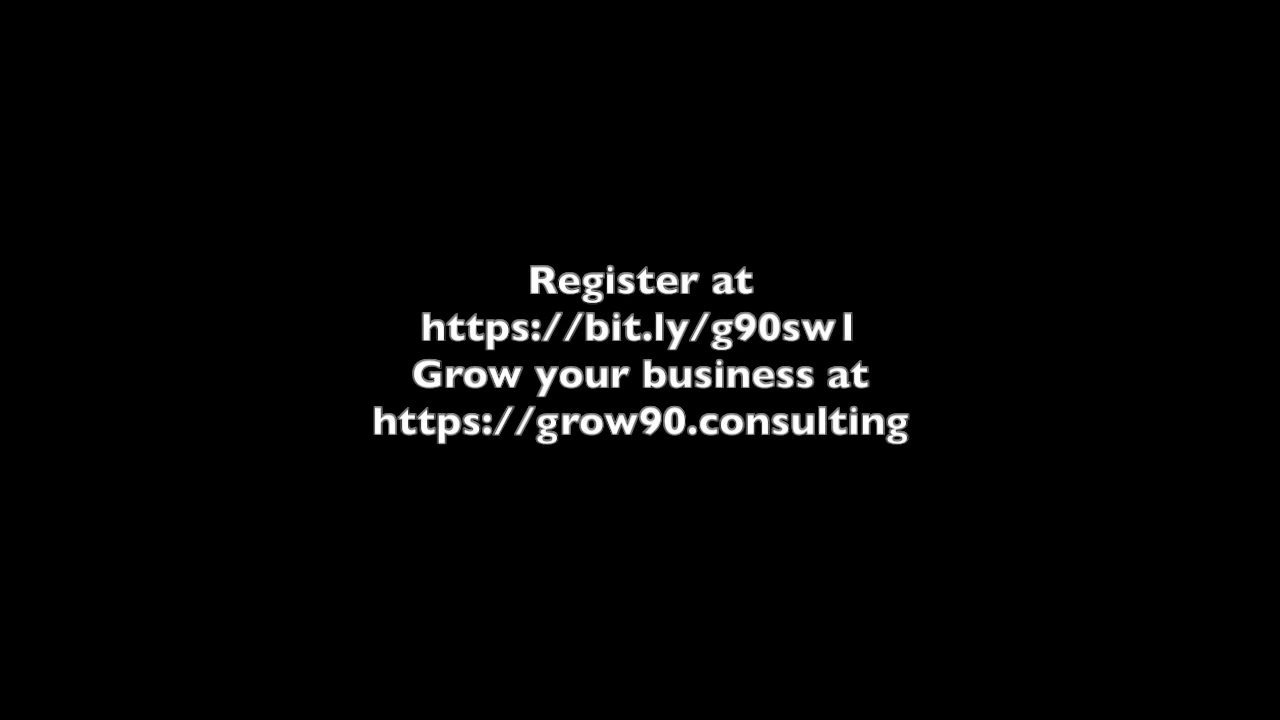 Register at
https://bit.ly/g90sw1
Grow your business at
https://grow90.consulting